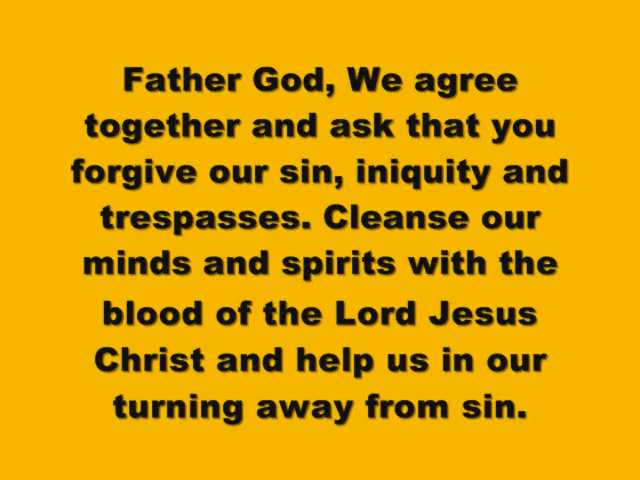 Father God, We agree
together and ask that you
forgive our sin, iniquity and
trespasses. Cleanse our
minds and spirits with the
blood of the Lord Jesus
Christ and help us in our
turning away from sin.